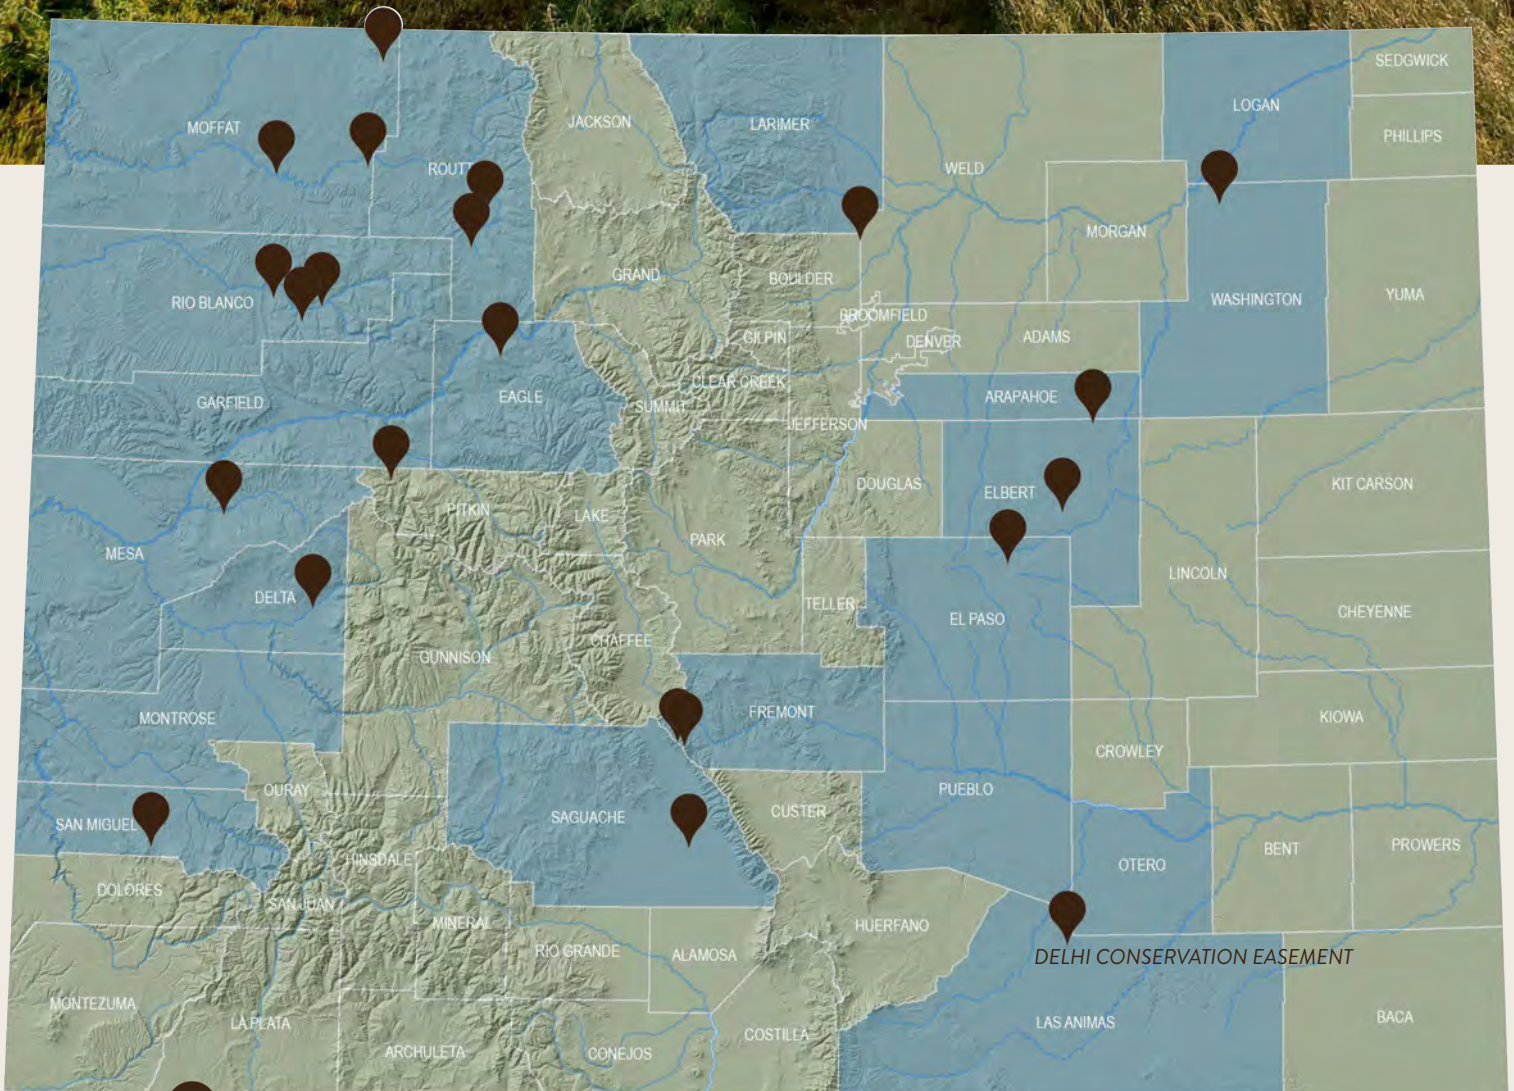 SEDGWICK
LOGAN
JACKSON
LARIMER
MOFFAT
PHILLIPS
ROUTT
WELD
MORGAN
GRAND
BOULDER
RIO BLANCO
WASHINGTON
YUMA
BROOMFIELD
GILPIN
DENVER
ADAMS
CLEAR CREEK
EAGLE
ARAPAHOE
GARFIELD
SUMMIT
JEFFERSON
DOUGLAS
KIT CARSON
ELBERT
PITKIN
LAKE
PARK
MESA
LINCOLN
DELTA
TELLER
CHEYENNE
EL PASO
CHAFFEE
GUNNISON
FREMONT
MONTROSE
KIOWA
CROWLEY
OURAY
PUEBLO
CUSTER
SAGUACHE
SAN MIGUEL
HINSDALE
BENT
PROWERS
OTERO
DOLORES
SAN JUAN
MINERAL
HUERFANO
RIO GRANDE
ALAMOSA
DELHI CONSERVATION EASEMENT
MONTEZUMA
LA PLATA
LAS ANIMAS
BACA
COSTILLA
ARCHULETA
CONEJOS